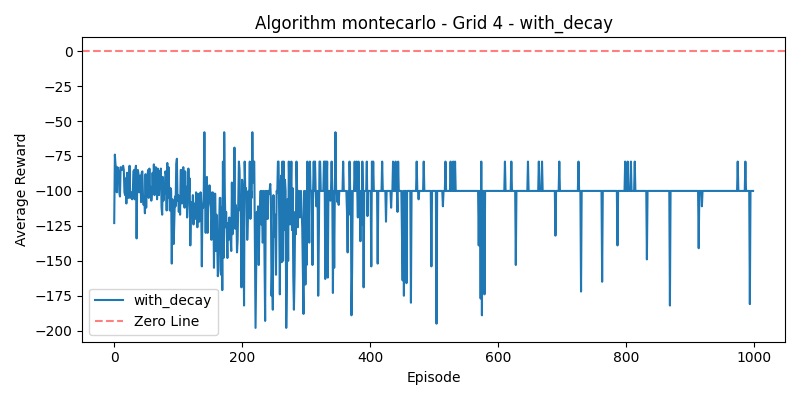 Algorithm montecarlo - Grid 4 - with_decay
Average Reward
0
−25
−50
−75
−100
−125
−150
−175
−200
with_decay
Zero Line
0 200 400 600 800 1000
Episode